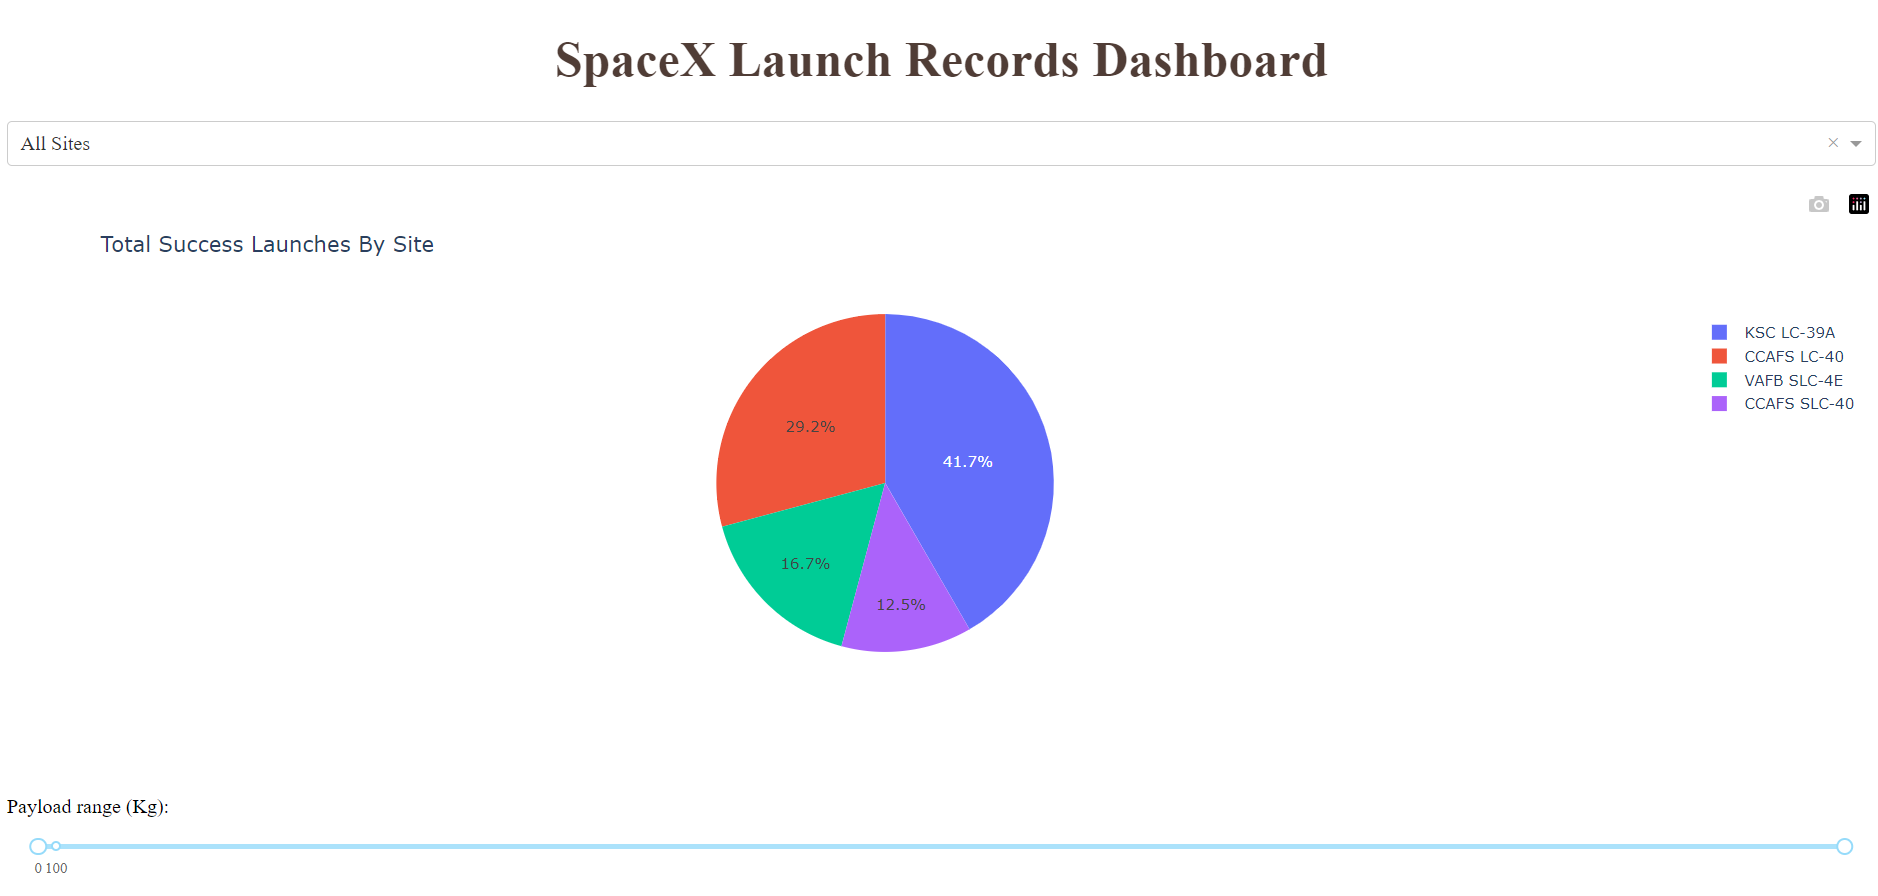 SpaceX Launch Records Dashboard
All Sites
Total Success Launches By Site
KSC LC-39A
CCAFS LC-40
VAFB SLC-4E
CCAFS SLC-40
29.2%
41.7%
16.7%
12.5%
Payload range (Kg):
0 100